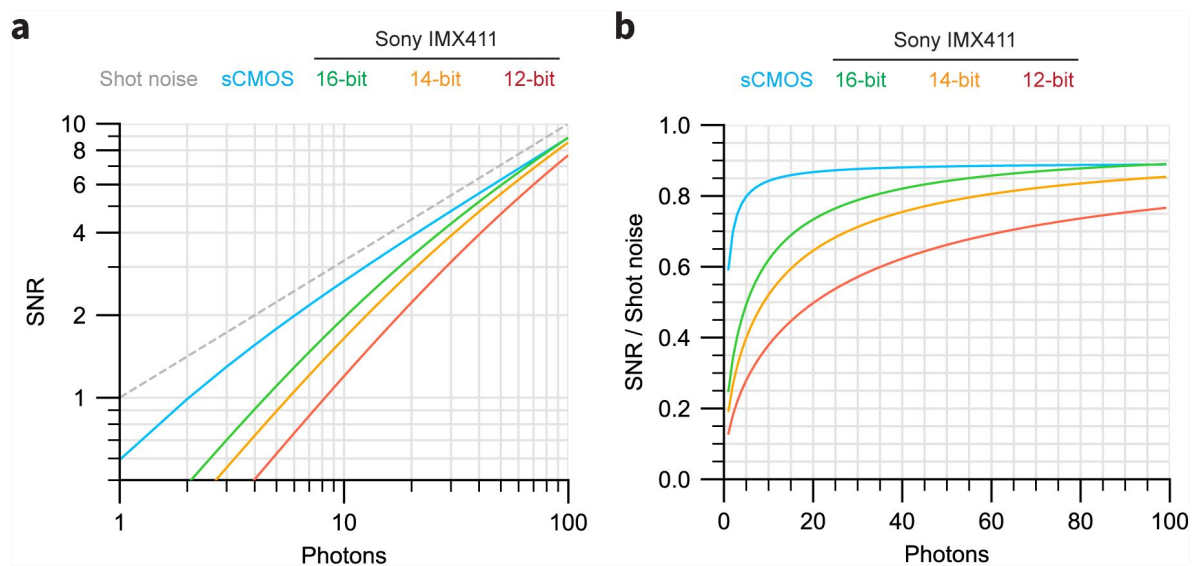 a
Sony IMX411
Shot noise sCMOS 16-bit 14-bit 12-bit
10
8
6
4
2
1
SNR
1 10 100
Photons
b
Sony IMX411
sCMOS 16-bit 14-bit 12-bit
1.0
0.8
0.6
0.4
0.2
0.0
SNR / Shot noise
0 20 40 60 80 100
Photons